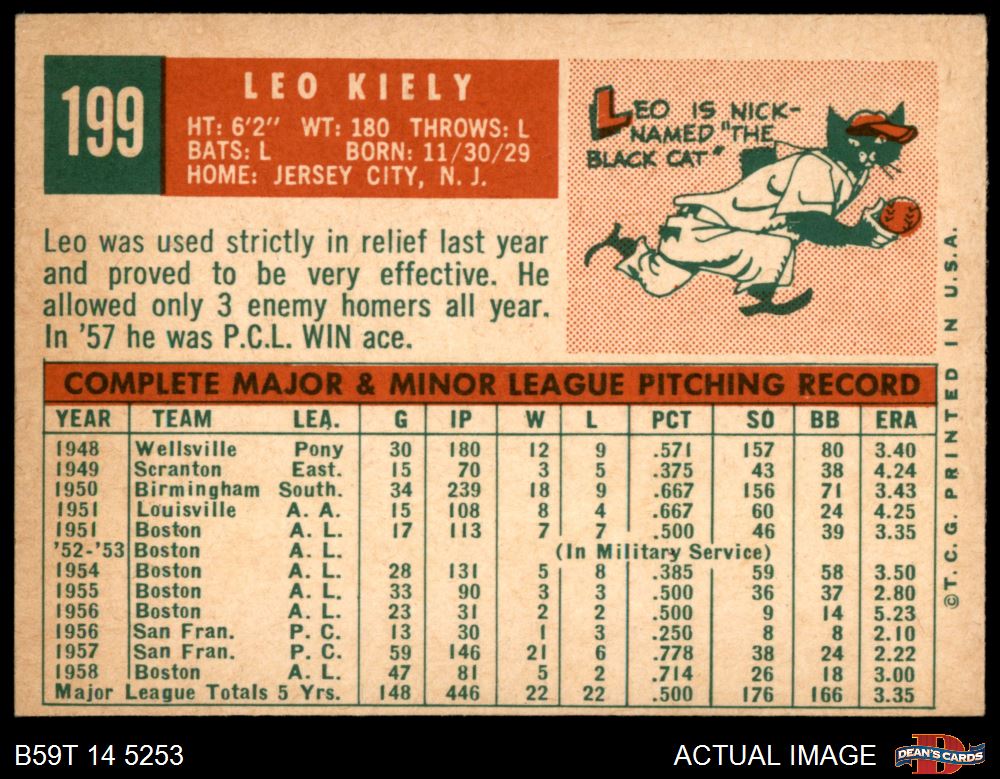 199
LEO KIELY
HT: 6'2" WT: 180 THROWS: L
BATS: L BORN: 11/30/29
HOME: JERSEY CITY, N. J.
LEO IS NICK-
NAMED "THE
BLACK CAT"
Leo was used strictly in relief last year
and proved to be very effective. He
allowed only 3 enemy homers all year.
In '57 he was P.C.L. WIN ace.
COMPLETE MAJOR & MINOR LEAGUE PITCHING RECORD
YEAR TEAM LEA. G IP W L PCT SO BB ERA
1948 Wellsville Pony 30 180 12 9 .571 157 80 3.40
1949 Scranton East. 15 70 3 5 .375 43 38 4.24
1950 Birmingham South. 34 239 18 9 .667 156 71 3.43
1951 Louisville A. A. 15 108 8 4 .667 60 24 4.25
1951 Boston A. L. 17 113 7 7 .500 46 39 3.35
'52-'53 Boston A. L. (In Military Service)
1954 Boston A. L. 28 131 5 8 .385 59 58 3.50
1955 Boston A. L. 33 90 3 3 .500 36 37 2.80
1956 Boston A. L. 23 31 2 2 .500 9 14 5.23
1956 San Fran. P. C. 13 30 1 3 .250 8 8 2.10
1957 San Fran. P. C. 59 146 21 6 .778 38 24 2.22
1958 Boston A. L. 47 81 5 2 .714 26 18 3.00
Major League Totals 5 Yrs. 148 446 22 22 .500 176 166 3.35
©T. C. G. PRINTED IN U.S.A.
B59T 14 5253
ACTUAL IMAGE
DEAN'S CARDS